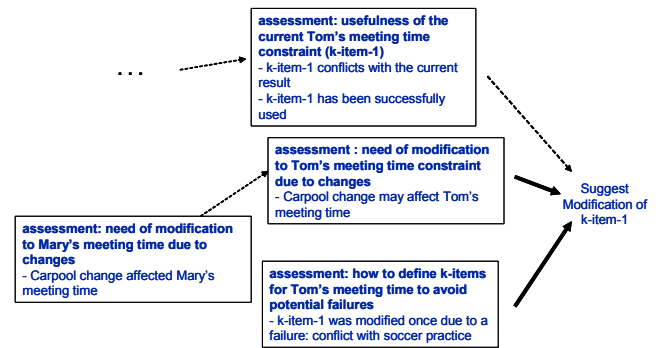 assessment: usefulness of the
current Tom's meeting time
constraint (k-item-1)
- k-item-1 conflicts with the current
result
- k-item-1 has been successfully
used
. . .
assessment : need of modification
to Tom's meeting time constraint
due to changes
- Carpool change may affect Tom's
meeting time
Suggest
Modification of
k-item-1
assessment: need of modification
to Mary's meeting time due to
changes
- Carpool change affected Mary's
meeting time
assessment: how to define k-items
for Tom's meeting time to avoid
potential failures
- k-item-1 was modified once due to a
failure: conflict with soccer practice